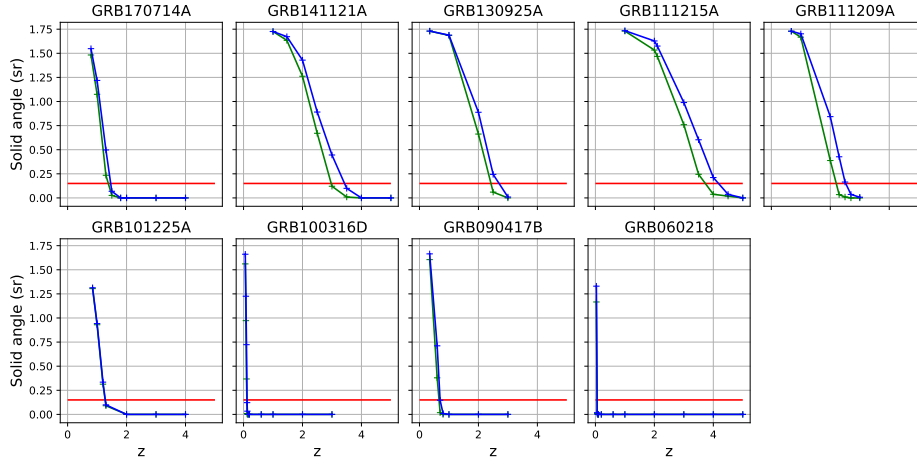 GRB170714A GRB141121A GRB130925A GRB111215A GRB111209A
1.75
1.50
1.25
1.00
0.75
0.50
0.25
0.00
Solid angle (sr)
GRB101225A GRB100316D GRB090417B GRB060218
1.75
1.50
1.25
1.00
0.75
0.50
0.25
0.00
Solid angle (sr)
0 2 4 0 2 4 0 2 4 0 2 4
z z z z